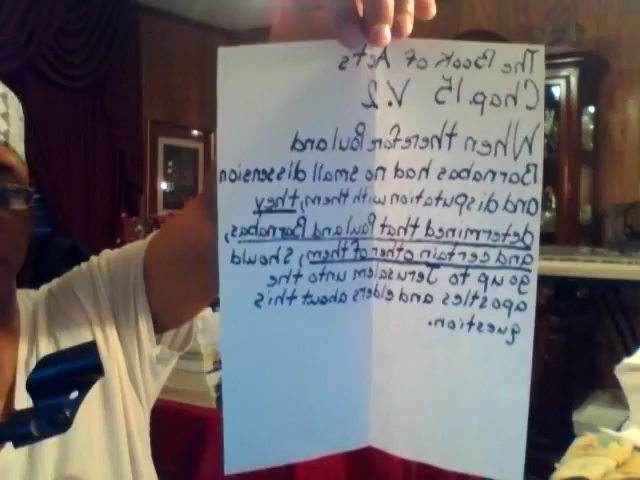 The Book of Acts
Chap. 15 V. 2
When therefore Paul and
Barnabas had no small dissension
and disputation with them, they
determined that Paul and Barnabas,
and certain other of them, should
go up to Jerusalem unto the
apostles and elders about this
question.